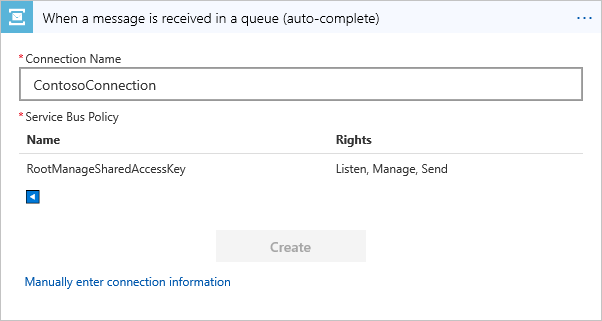 When a message is received in a queue (auto-complete)
* Connection Name
ContosoConnection
* Service Bus Policy
Name Rights
RootManageSharedAccessKey Listen, Manage, Send
Create
Manually enter connection information